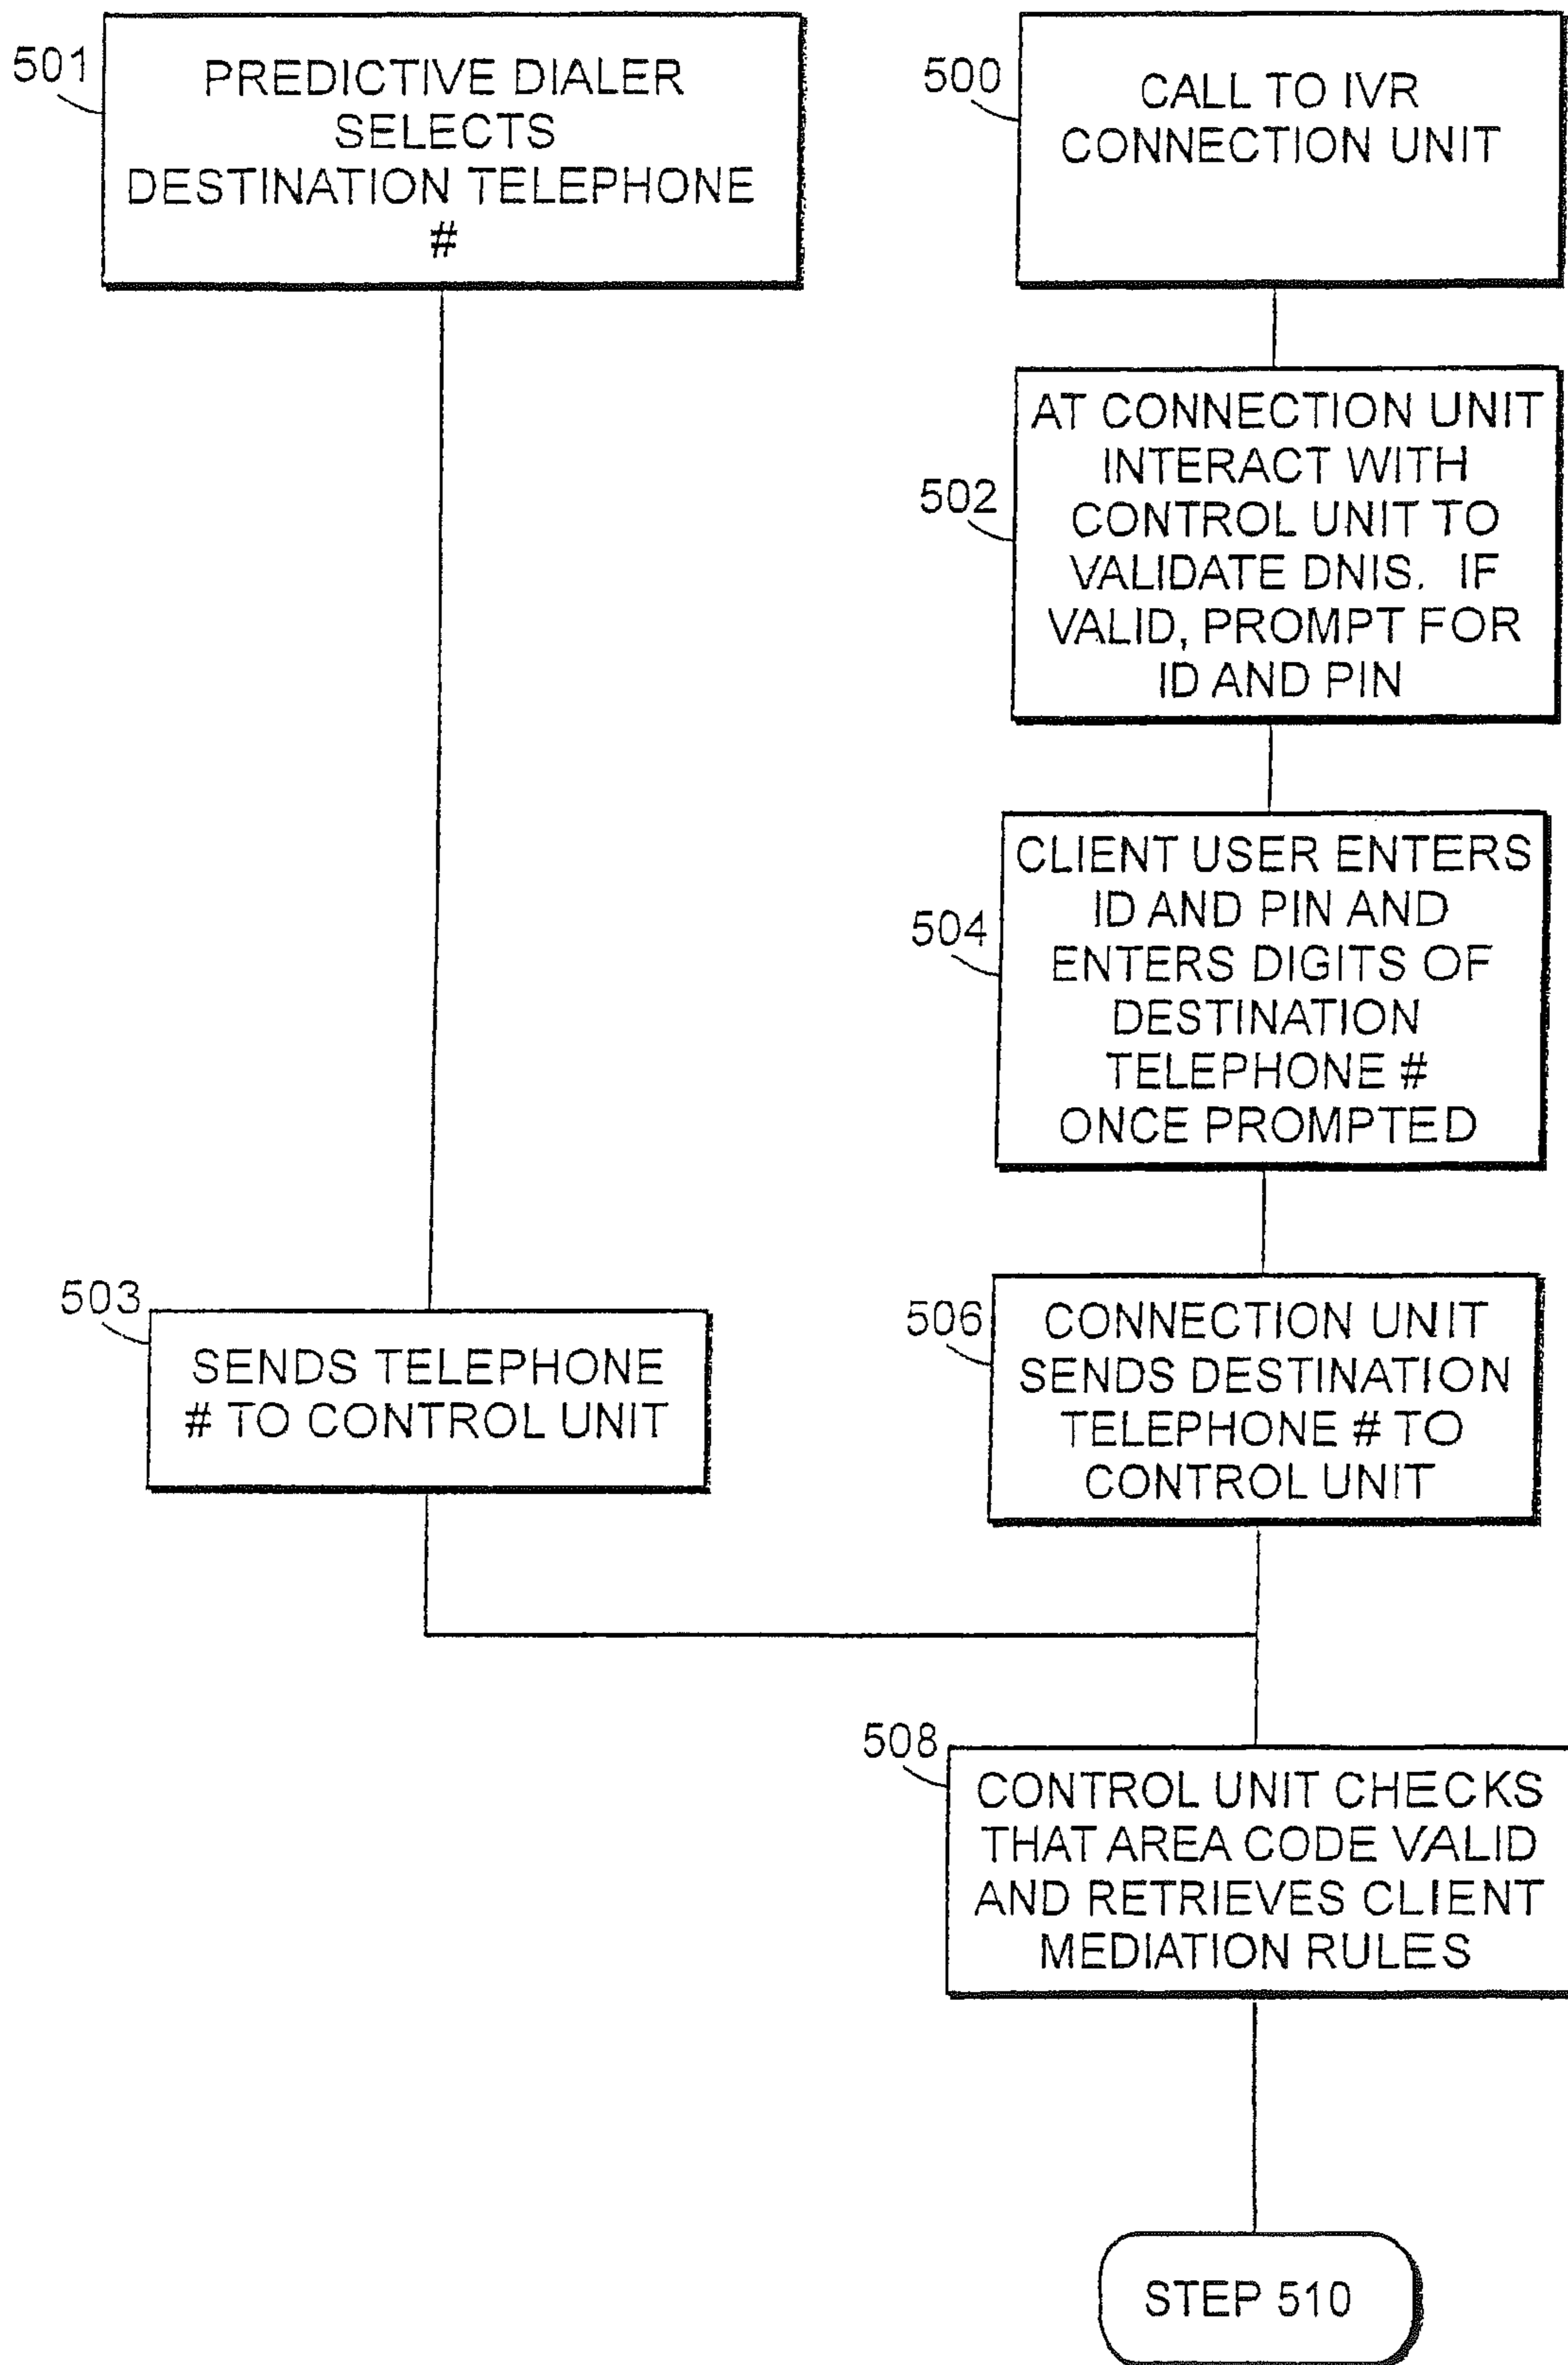 501
PREDICTIVE DIALER
SELECTS
DESTINATION TELEPHONE
#
500
CALL TO IVR
CONNECTION UNIT
502
AT CONNECTION UNIT
INTERACT WITH
CONTROL UNIT TO
VALIDATE DNIS. IF
VALID, PROMPT FOR
ID AND PIN
504
CLIENT USER ENTERS
ID AND PIN AND
ENTERS DIGITS OF
DESTINATION
TELEPHONE #
ONCE PROMPTED
503
SENDS TELEPHONE
# TO CONTROL UNIT
506
CONNECTION UNIT
SENDS DESTINATION
TELEPHONE # TO
CONTROL UNIT
508
CONTROL UNIT CHECKS
THAT AREA CODE VALID
AND RETRIEVES CLIENT
MEDIATION RULES
STEP 510